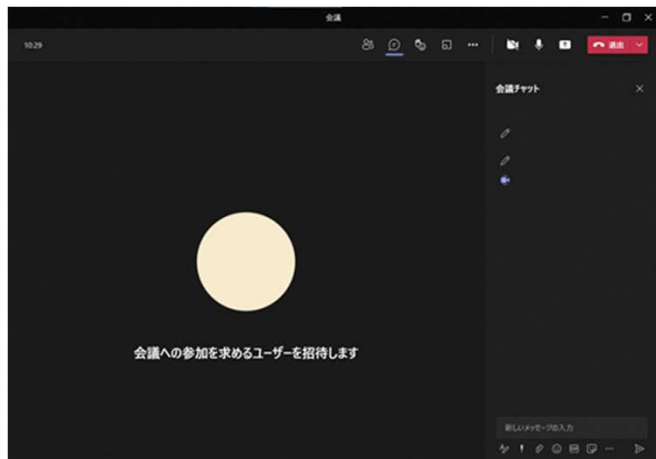 会議
10:29
退出
会議チャット
会議への参加を求めるユーザーを招待します
新しいメッセージの入力